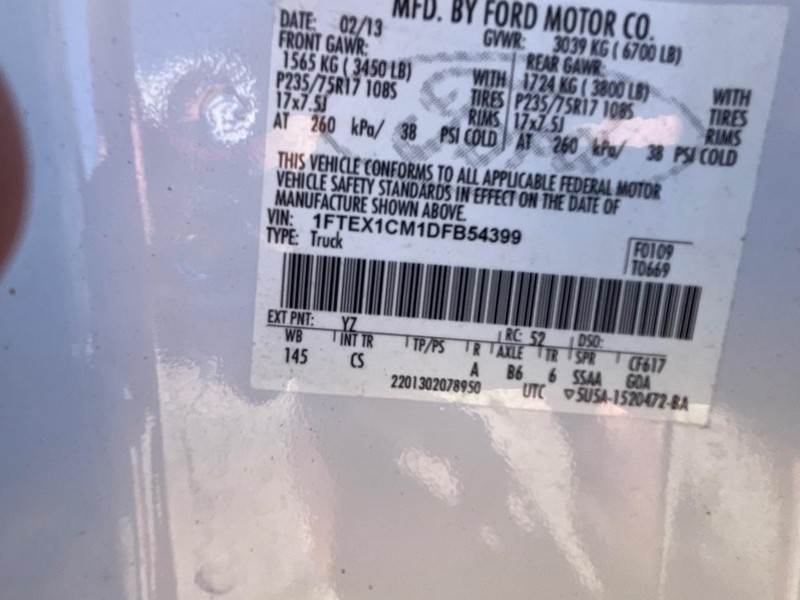 MFD. BY FORD MOTOR CO.
DATE: 02/13 GVWR: 3039 KG ( 6700 LB)
FRONT GAWR: REAR GAWR:
1565 KG ( 3450 LB) WITH 1724 KG ( 3800 LB) WITH
P235/75R17 108S TIRES P235/75R17 108S TIRES
17x7.5J RIMS 17x7.5J RIMS
AT 260 kPa/ 38 PSI COLD AT 260 kPa/ 38 PSI COLD
THIS VEHICLE CONFORMS TO ALL APPLICABLE FEDERAL MOTOR
VEHICLE SAFETY STANDARDS IN EFFECT ON THE DATE OF
MANUFACTURE SHOWN ABOVE.
VIN: 1FTEX1CM1DFB54399
TYPE: Truck F0109
T0669
EXT PNT: YZ RC: 52 DSO:
WB INT TR TP/PS R AXLE TR SPR CF617
145 CS A B6 6 SSAA GOA
2201302078950 UTC ▽5U5A-1520472-BA